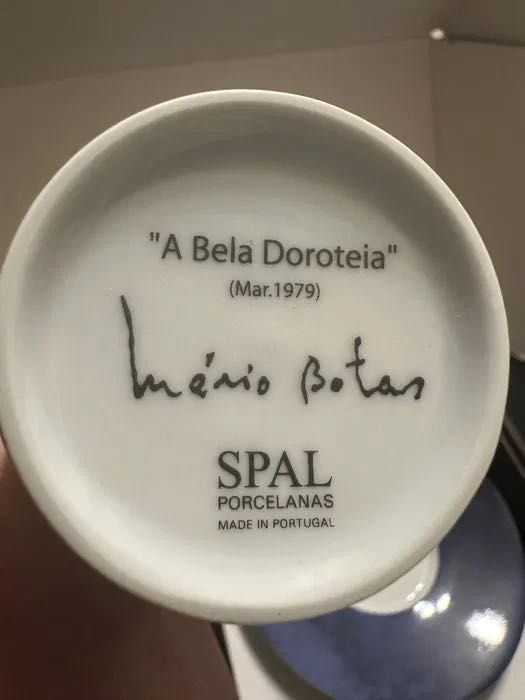 "A Bela Doroteia"
(Mar.1979)
Mário Botas
SPAL
PORCELANAS
MADE IN PORTUGAL